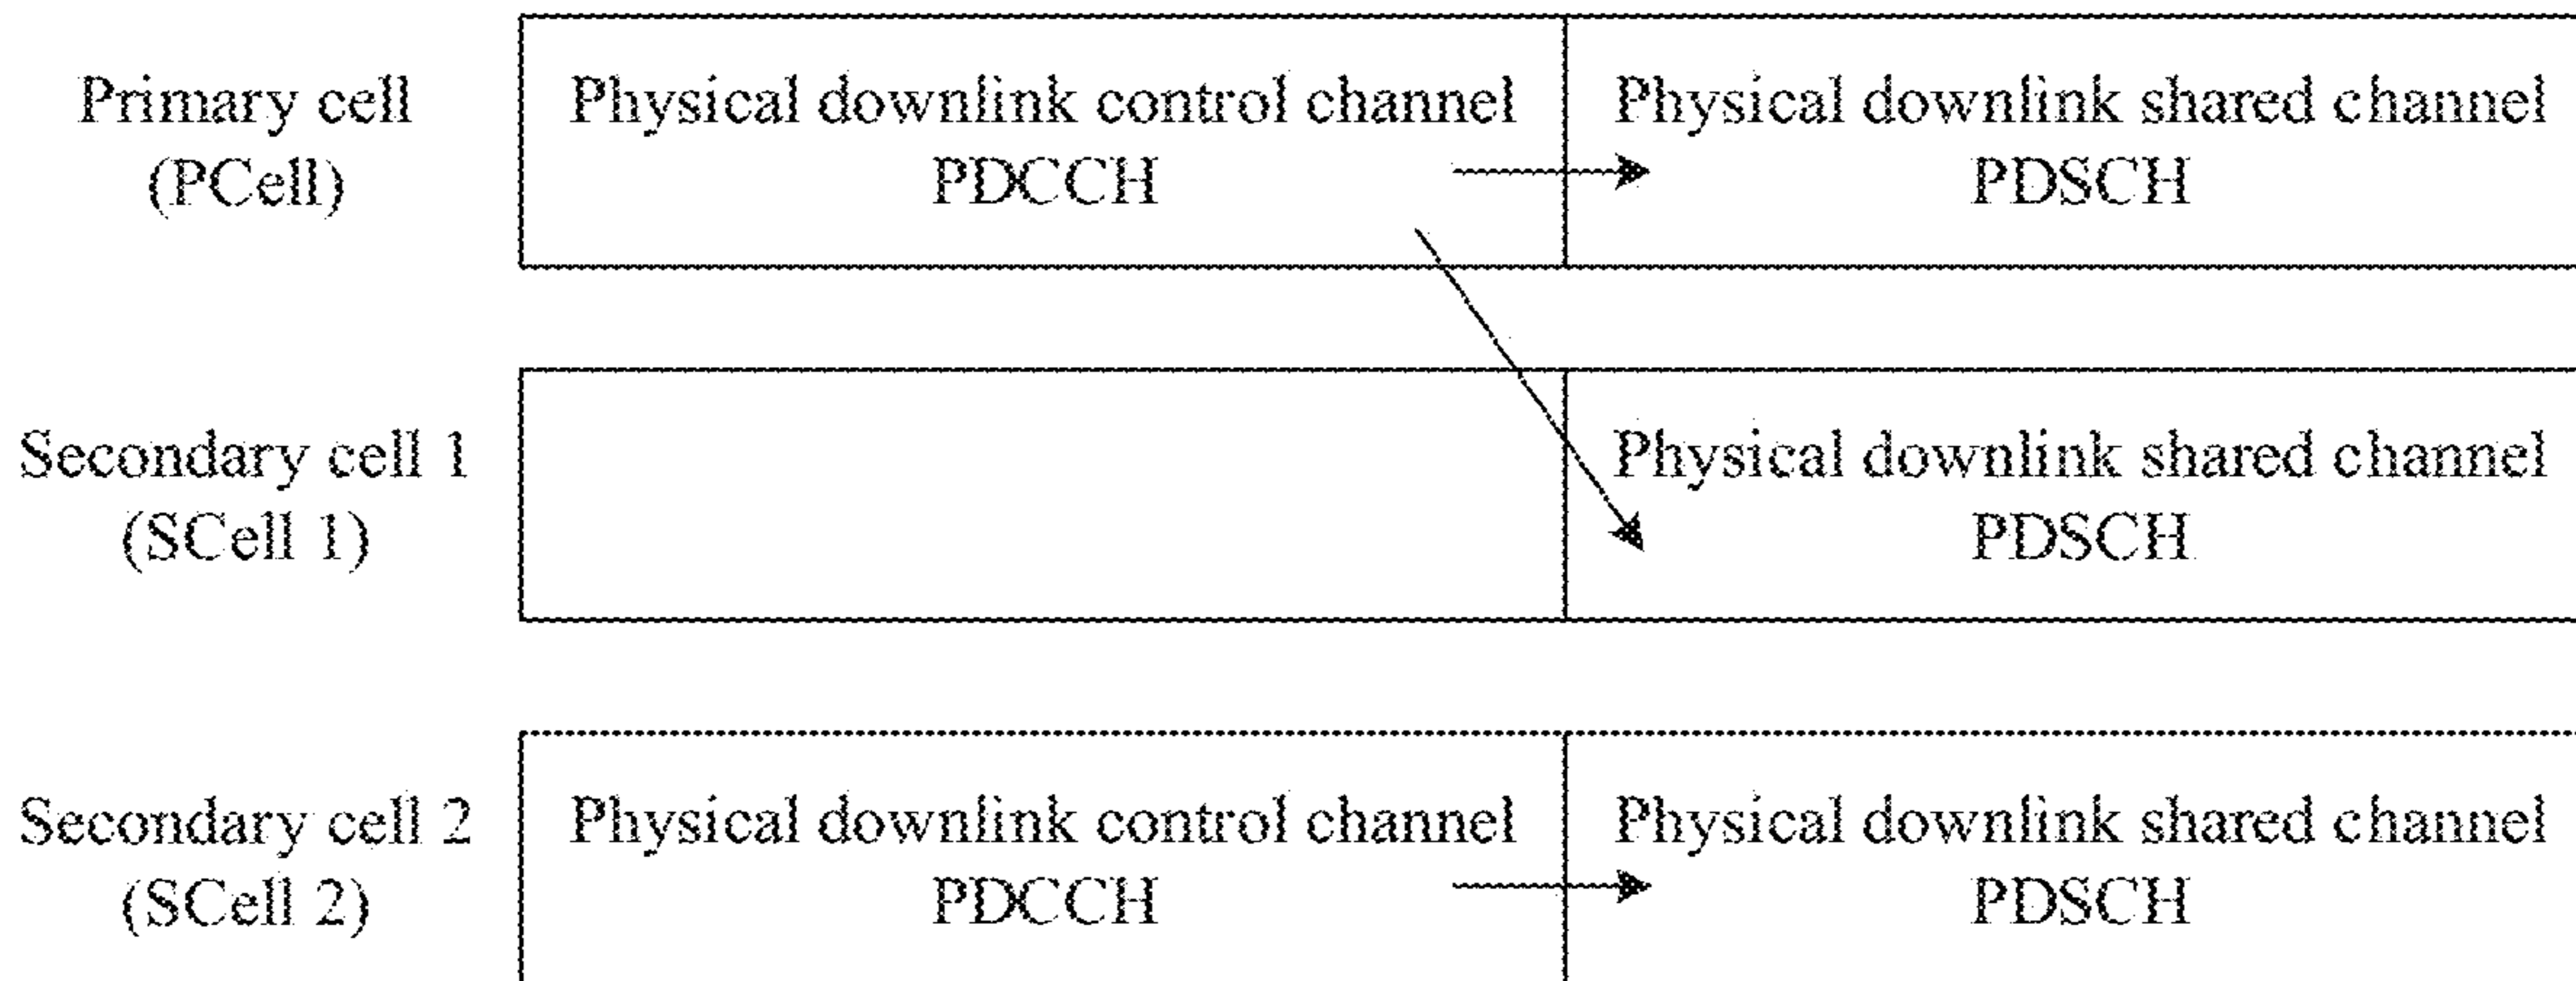 Primary cell
(PCell)
Physical downlink control channel
PDCCH
Physical downlink shared channel
PDSCH
Secondary cell 1
(SCell 1)
Physical downlink shared channel
PDSCH
Secondary cell 2
(SCell 2)
Physical downlink control channel
PDCCH
Physical downlink shared channel
PDSCH